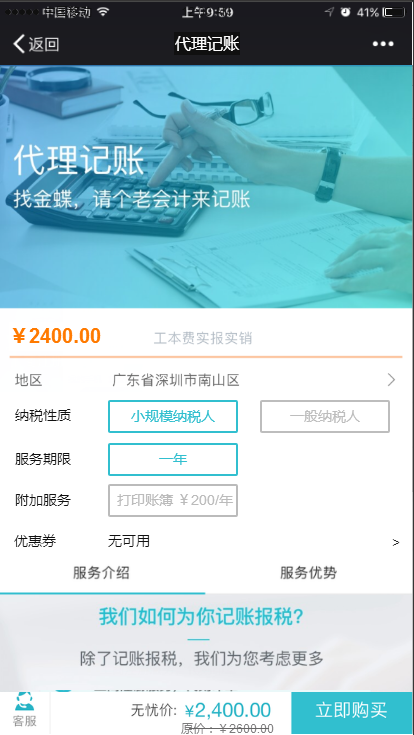 中国移动 上午9:59 41%
返回 代理记账 •••
代理记账
找金蝶，请个老会计来记账
￥2400.00 工本费实报实销
地区 广东省深圳市南山区
纳税性质 小规模纳税人 一般纳税人
服务期限 一年
附加服务 打印账簿 ￥200/年
优惠券 无可用 >
服务介绍 服务优势
我们如何为你记账报税?
除了记账报税，我们为您考虑更多
客服 无忧价: ¥2,400.00 立即购买
原价：￥2600.00